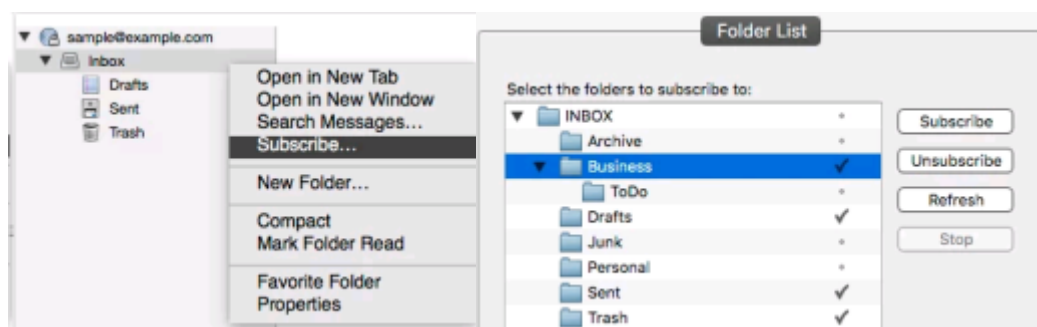 sample@example.com
Inbox
Drafts
Sent
Trash
Open in New Tab
Open in New Window
Search Messages...
Subscribe...
New Folder...
Compact
Mark Folder Read
Favorite Folder
Properties
Folder List
Select the folders to subscribe to:
INBOX
Archive
Business
ToDo
Drafts
Junk
Personal
Sent
Trash
Subscribe
Unsubscribe
Refresh
Stop